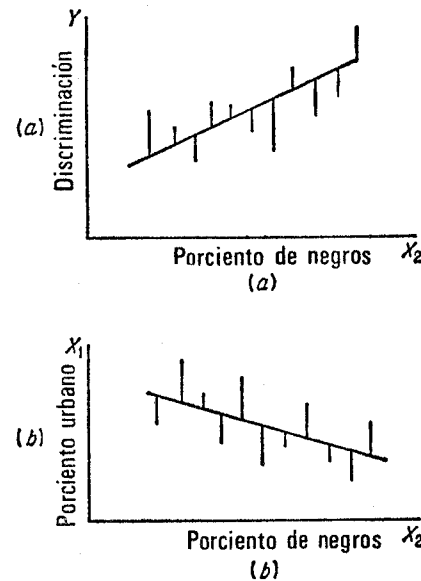 Y
Discriminación
(a)
Porciento de negros X₂
(a)
X₁
Porciento urbano
(b)
Porciento de negros X₂
(b)